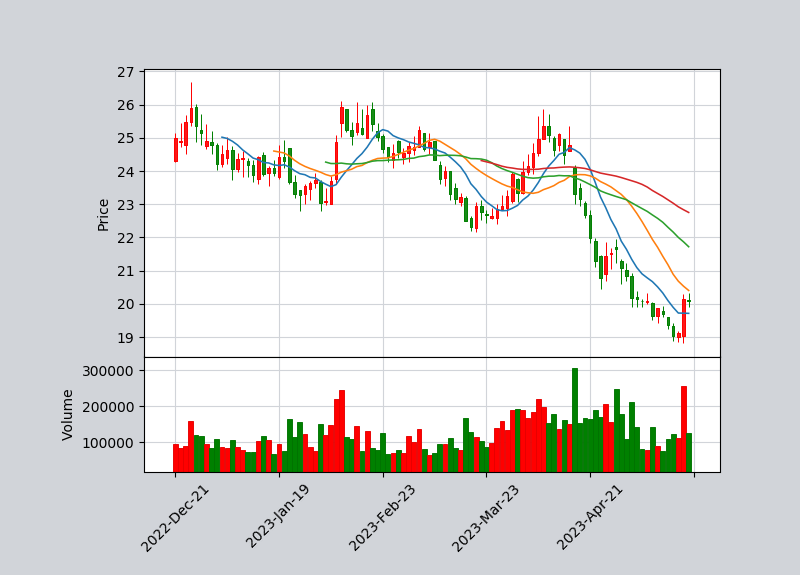 27
26
25
24
23
22
21
20
19
Price
300000
200000
100000
Volume
2022-Dec-21
2023-Jan-19
2023-Feb-23
2023-Mar-23
2023-Apr-21